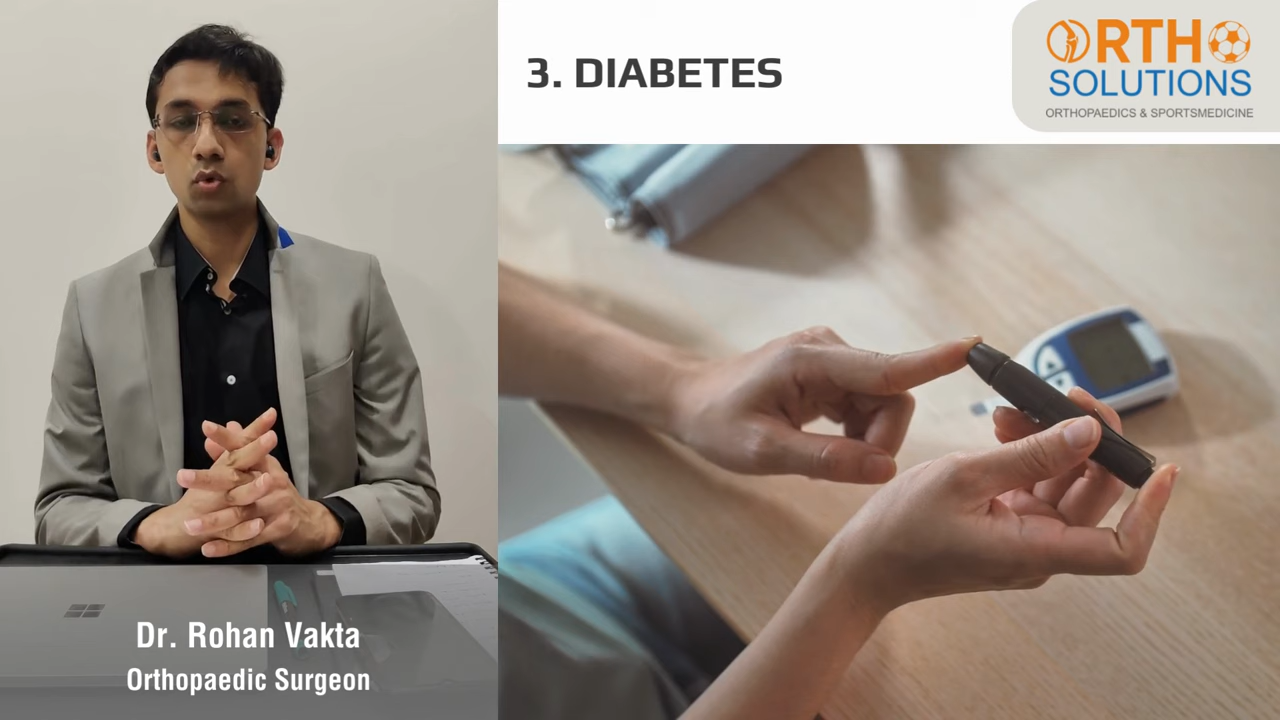 3. DIABETES
ORTHO
SOLUTIONS
ORTHOPAEDICS & SPORTSMEDICINE
Dr. Rohan Vakta
Orthopaedic Surgeon